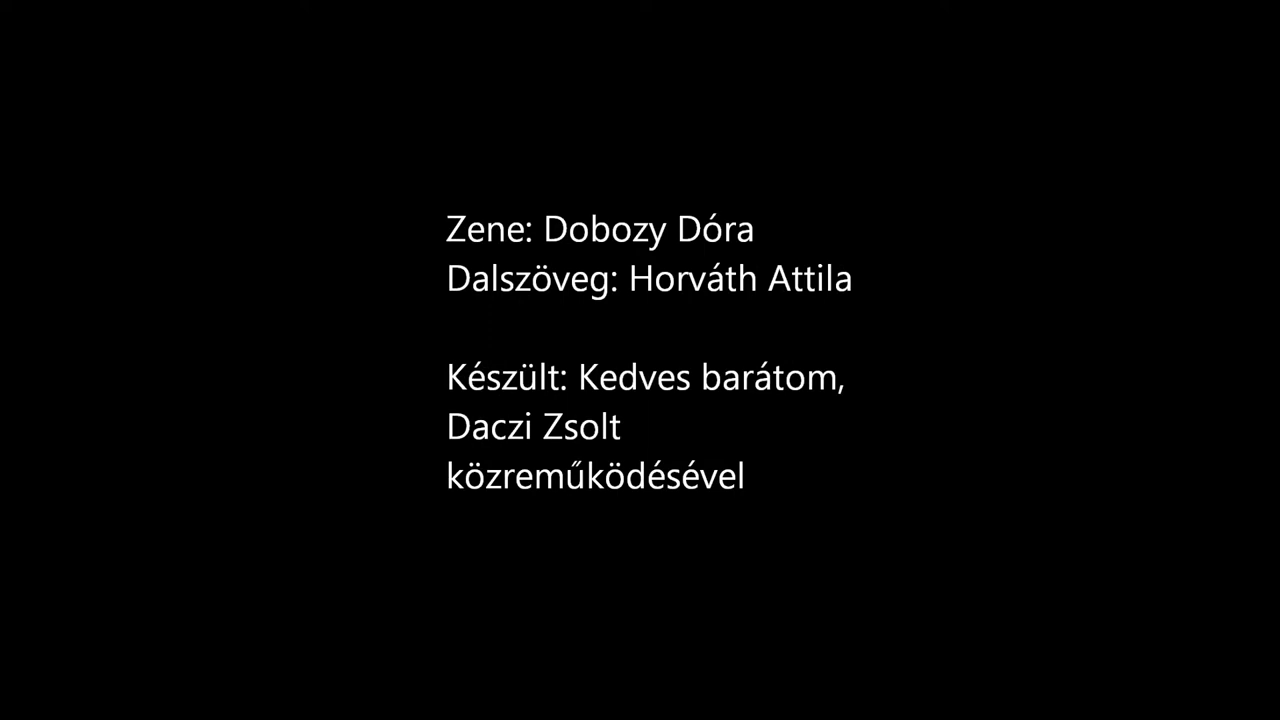 Zene: Dobozy Dóra
Dalszöveg: Horváth Attila
Készült: Kedves barátom,
Daczi Zsolt
közreműködésével